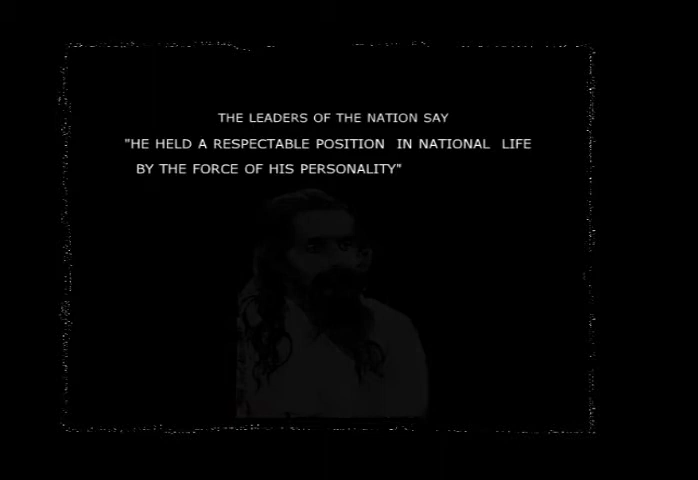 THE LEADERS OF THE NATION SAY
"HE HELD A RESPECTABLE POSITION IN NATIONAL LIFE
BY THE FORCE OF HIS PERSONALITY"